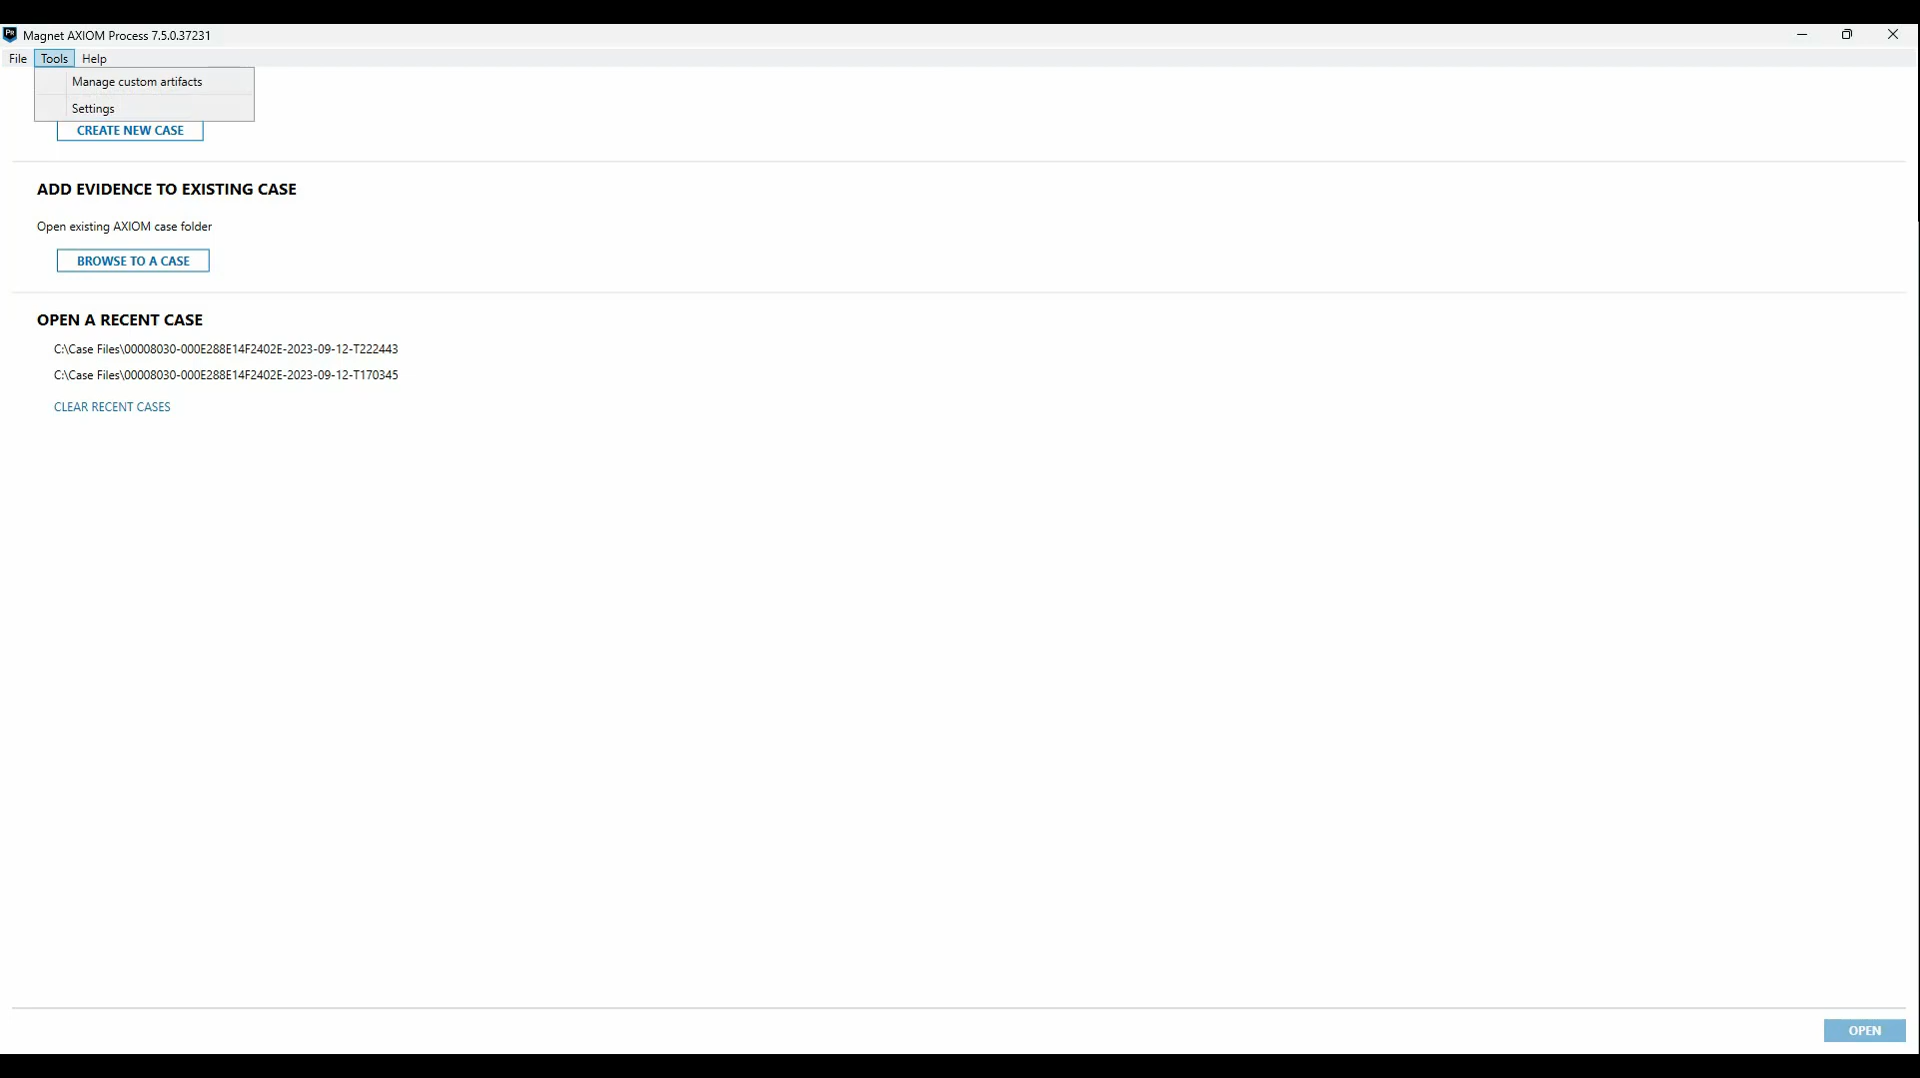 Magnet AXIOM Process 7.5.0.37231
File Tools Help
Manage custom artifacts
Settings
CREATE NEW CASE
ADD EVIDENCE TO EXISTING CASE
Open existing AXIOM case folder
BROWSE TO A CASE
OPEN A RECENT CASE
C:\Case Files\00008030-000E288E14F2402E-2023-09-12-T222443
C:\Case Files\00008030-000E288E14F2402E-2023-09-12-T170345
CLEAR RECENT CASES
OPEN